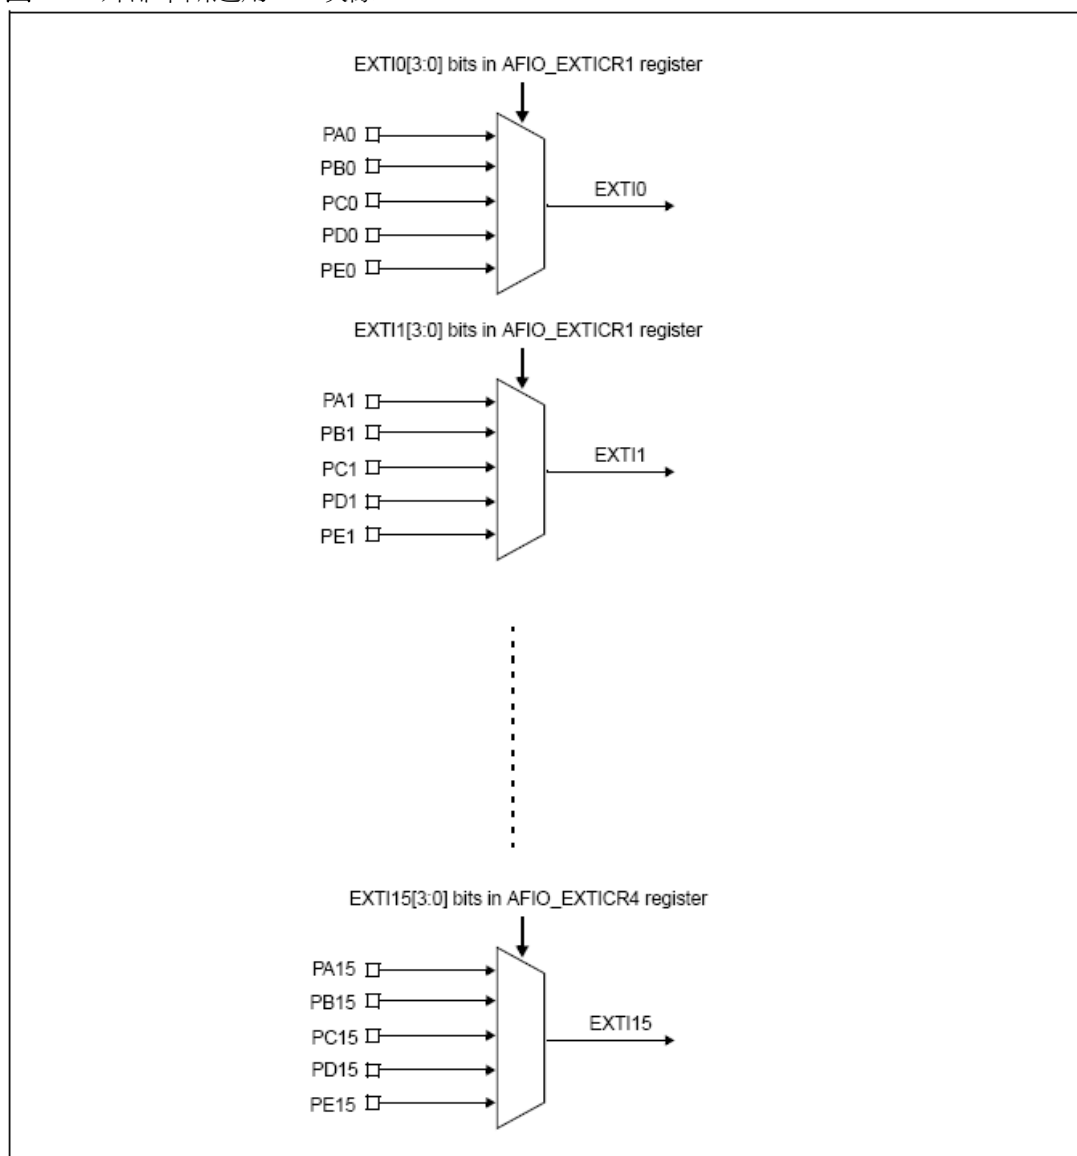 EXTI0[3:0] bits in AFIO_EXTICR1 register
PA0
PB0
PC0
PD0
PE0
EXTI0
EXTI1[3:0] bits in AFIO_EXTICR1 register
PA1
PB1
PC1
PD1
PE1
EXTI1
EXTI15[3:0] bits in AFIO_EXTICR4 register
PA15
PB15
PC15
PD15
PE15
EXTI15